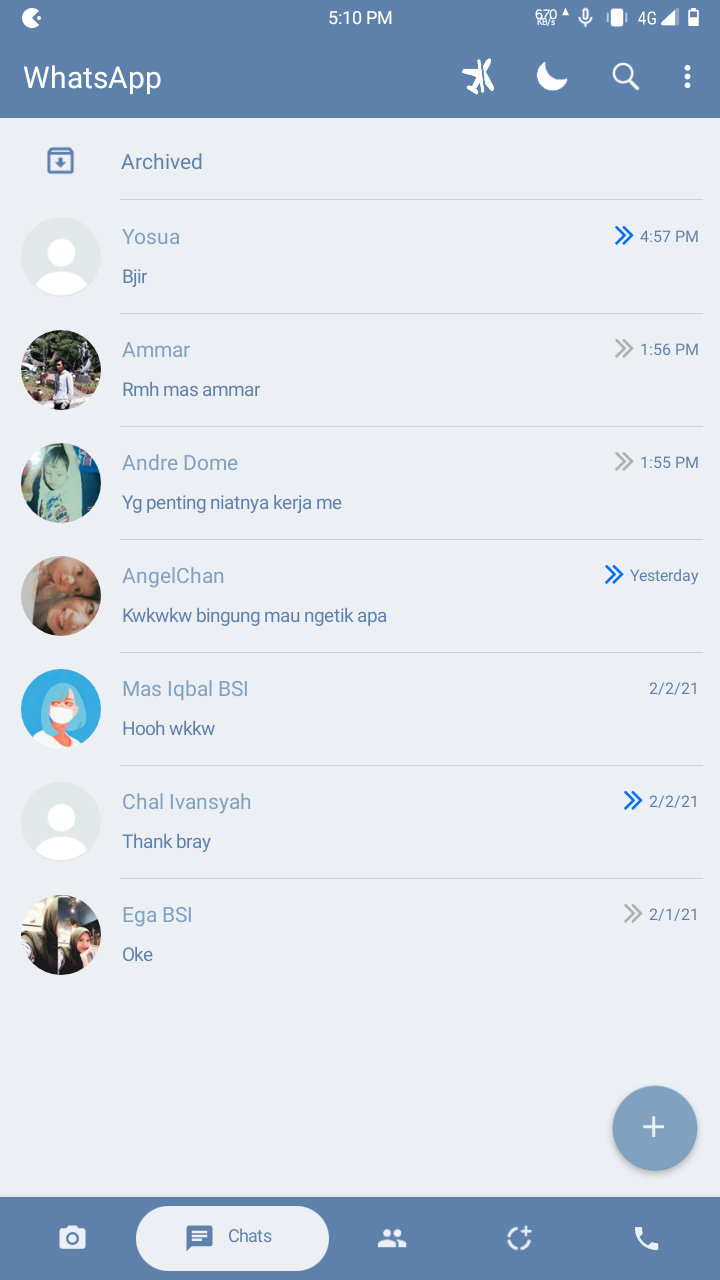 5:10 PM
670
KB/s
4G
WhatsApp
Archived
Yosua
4:57 PM
Bjir
Ammar
1:56 PM
Rmh mas ammar
Andre Dome
1:55 PM
Yg penting niatnya kerja me
AngelChan
Yesterday
Kwkwkw bingung mau ngetik apa
Mas Iqbal BSI
2/2/21
Hooh wkkw
Chal Ivansyah
2/2/21
Thank bray
Ega BSI
2/1/21
Oke
Chats